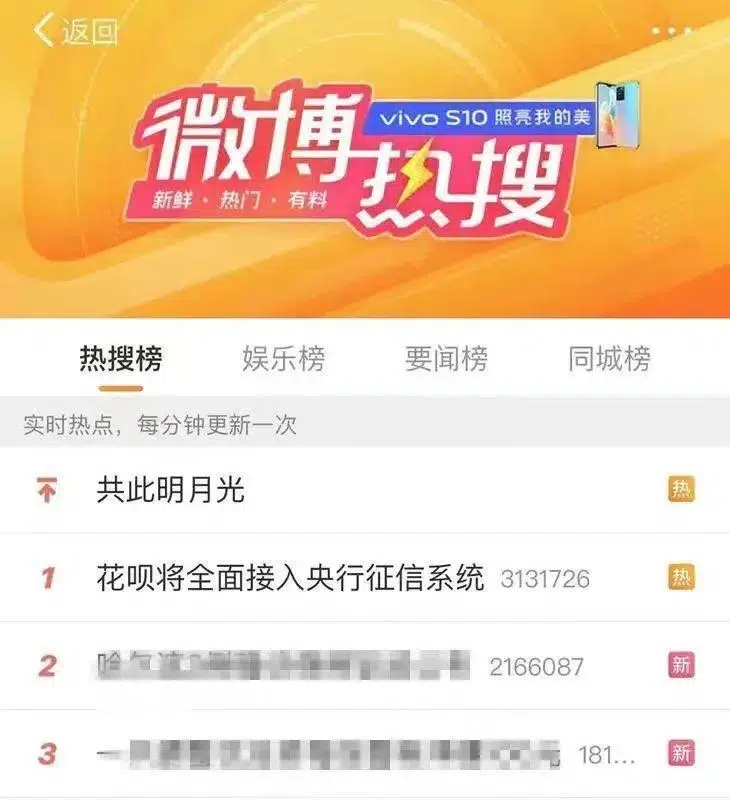 返回
微博热搜
vivo S10 照亮我的美
新鲜·热门·有料
热搜榜 娱乐榜 要闻榜 同城榜
实时热点，每分钟更新一次
共此明月光 热
1 花呗将全面接入央行征信系统 3131726 热
2 2166087 新
3 181... 新